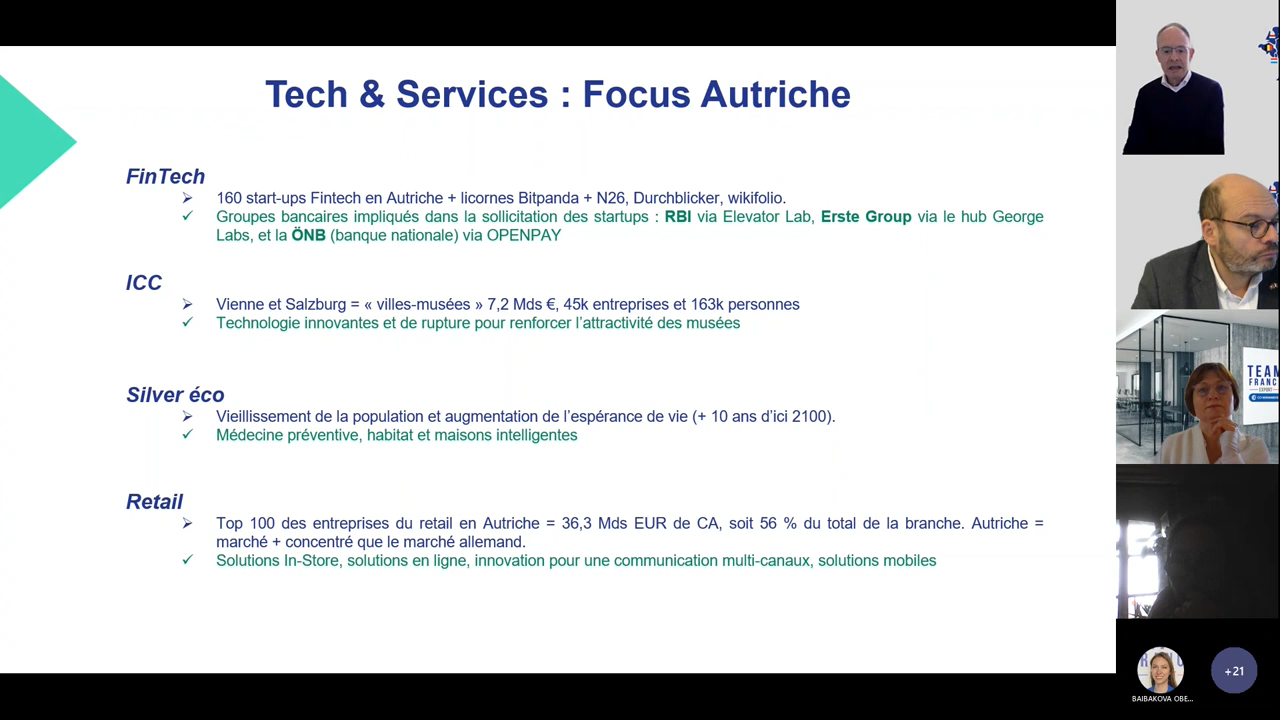 Tech & Services : Focus Autriche
FinTech
160 start-ups Fintech en Autriche + licornes Bitpanda + N26, Durchblicker, wikifolio.
Groupes bancaires impliqués dans la sollicitation des startups : RBI via Elevator Lab, Erste Group via le hub George
Labs, et la ÖNB (banque nationale) via OPENPAY
ICC
Vienne et Salzburg = « villes-musées » 7,2 Mds €, 45k entreprises et 163k personnes
Technologie innovantes et de rupture pour renforcer l’attractivité des musées
Silver éco
Vieillissement de la population et augmentation de l’espérance de vie (+ 10 ans d’ici 2100).
Médecine préventive, habitat et maisons intelligentes
Retail
Top 100 des entreprises du retail en Autriche = 36,3 Mds EUR de CA, soit 56 % du total de la branche. Autriche =
marché + concentré que le marché allemand.
Solutions In-Store, solutions en ligne, innovation pour une communication multi-canaux, solutions mobiles
TEAM
FRANC
EXPORT
BAIBAKOVA OBE...
+21